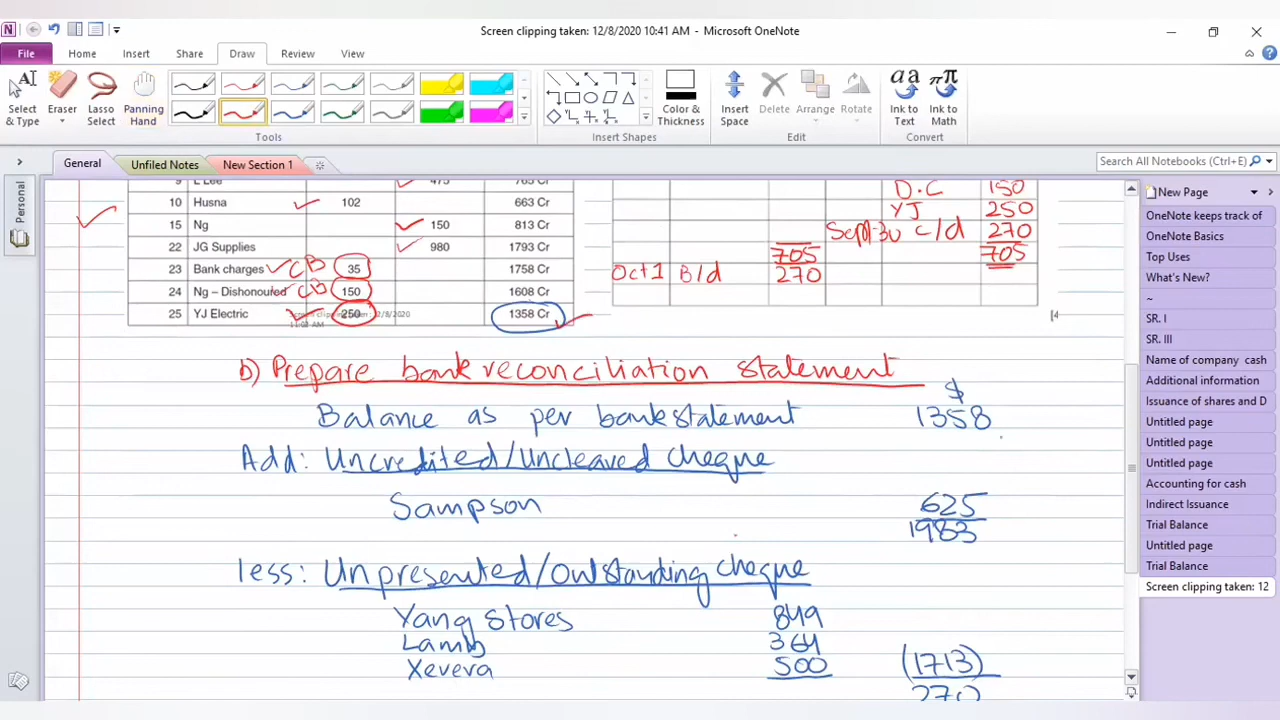 Screen clipping taken: 12/8/2020 10:41 AM - Microsoft OneNote
File Home Insert Share Draw Review View
Select & Type
Eraser
Lasso Select
Panning Hand
Color & Thickness
Insert Space
Delete
Arrange
Rotate
Ink to Text
Ink to Math
Tools
Insert Shapes
Edit
Convert
General
Unfiled Notes
New Section 1
Search All Notebooks (Ctrl+E)
Personal
9 L Lee 475 763 Cr
10 Husna 102 663 Cr
15 Ng 150 813 Cr
22 JG Supplies 980 1793 Cr
23 Bank charges CB 35 1758 Cr
24 Ng – Dishonoured CB 150 1608 Cr
25 YJ Electric 250 1358 Cr
D.C 150
YJ 250
Sept 30 c/d 270
705 705
Oct 1 B/d 270
b) Prepare bank reconciliation statement
$
Balance as per bank statement 1358
Add: Uncredited/Uncleared cheque
Sampson 625
1983
less: Unpresented/outstanding cheque
Yang Stores 849
Lamb 364
Xevera 500 (1713)
270
New Page
OneNote keeps track of
OneNote Basics
Top Uses
What's New?
~
SR. I
SR. III
Name of company cash
Additional information
Issuance of shares and D
Untitled page
Untitled page
Untitled page
Accounting for cash
Indirect Issuance
Trial Balance
Untitled page
Trial Balance
Screen clipping taken: 12